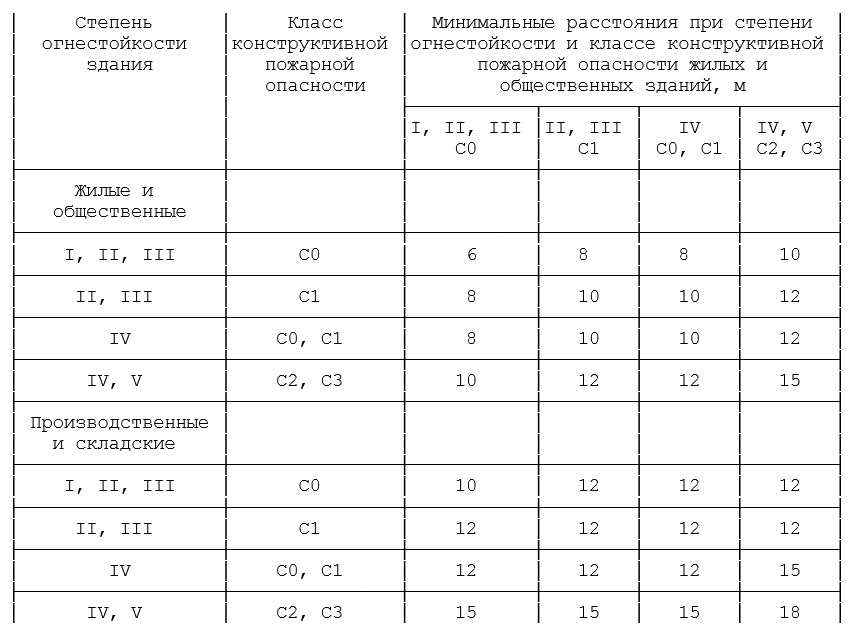 Степень Класс Минимальные расстояния при степени
огнестойкости конструктивной огнестойкости и классе конструктивной
здания пожарной пожарной опасности жилых и
опасности общественных зданий, м
I, II, III II, III IV IV, V
С0 С1 С0, С1 С2, С3
Жилые и
общественные
I, II, III С0 6 8 8 10
II, III С1 8 10 10 12
IV С0, С1 8 10 10 12
IV, V С2, С3 10 12 12 15
Производственные
и складские
I, II, III С0 10 12 12 12
II, III С1 12 12 12 12
IV С0, С1 12 12 12 15
IV, V С2, С3 15 15 15 18